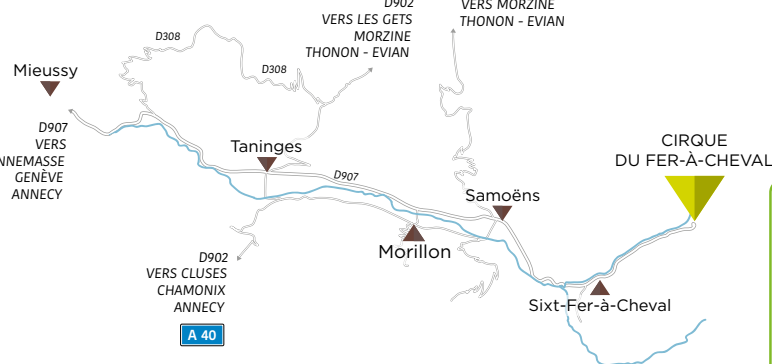 D902
VERS LES GETS
MORZINE
THONON - EVIAN
VERS MORZINE
THONON - EVIAN
D308
D308
Mieussy
D907
VERS
NNEMASSE
GENÈVE
ANNECY
Taninges
D907
CIRQUE
DU FER-À-CHEVAL
Samoëns
Morillon
D902
VERS CLUSES
CHAMONIX
ANNECY
A 40
Sixt-Fer-à-Cheval